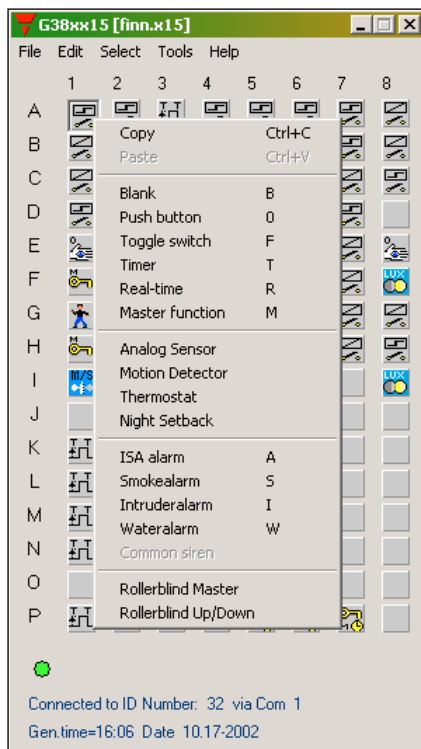 G38xx15 [finn.x15]
File Edit Select Tools Help
1 2 3 4 5 6 7 8
A
Copy Ctrl+C
B
Paste Ctrl+V
C
Blank B
D
Push button 0
E
Toggle switch F
Timer T
F
Real-time R
LUX
M
G
Master function M
H
M
Analog Sensor
I
M/S
Motion Detector
LUX
Thermostat
J
Night Setback
K
ISA alarm A
L
Smokealarm S
M
Intruderalarm I
Wateralarm W
N
Common siren
O
Rollerblind Master
P
Rollerblind Up/Down
Connected to ID Number: 32 via Com 1
Gen.time=16:06 Date 10.17-2002